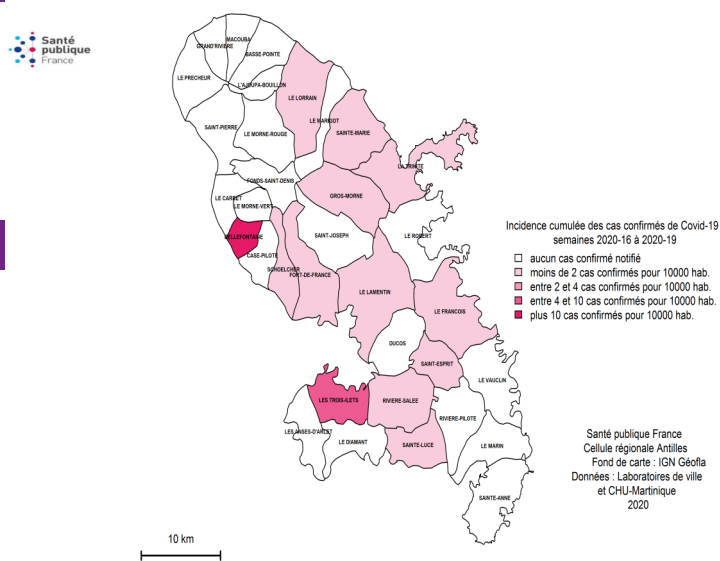 Santé
publique
France
MACOUBA
GRAND'RIVIERE
BASSE-POINTE
LE PRECHEUR
L'AJOUPA-BOUILLON
LE LORRAIN
LE MARIGOT
SAINT-PIERRE
LE MORNE-ROUGE
SAINTE-MARIE
LA TRINITE
FONDS-SAINT-DENIS
GROS-MORNE
LE CARBET
LE MORNE-VERT
BELLEFONTAINE
SAINT-JOSEPH
LE ROBERT
CASE-PILOTE
SCHOELCHER
FORT-DE-FRANCE
LE LAMENTIN
LE FRANCOIS
DUCOS
SAINT-ESPRIT
LE VAUCLIN
LES TROIS-ILETS
RIVIERE-SALEE
RIVIERE-PILOTE
LES ANSES-D'ARLET
LE DIAMANT
SAINTE-LUCE
LE MARIN
SAINTE-ANNE
Incidence cumulée des cas confirmés de Covid-19
semaines 2020-16 à 2020-19
aucun cas confirmé notifié
moins de 2 cas confirmés pour 10000 hab.
entre 2 et 4 cas confirmés pour 10000 hab.
entre 4 et 10 cas confirmés pour 10000 hab.
plus 10 cas confirmés pour 10000 hab.
Santé publique France
Cellule régionale Antilles
Fond de carte : IGN Géofla
Données : Laboratoires de ville
et CHU-Martinique
2020
10 km